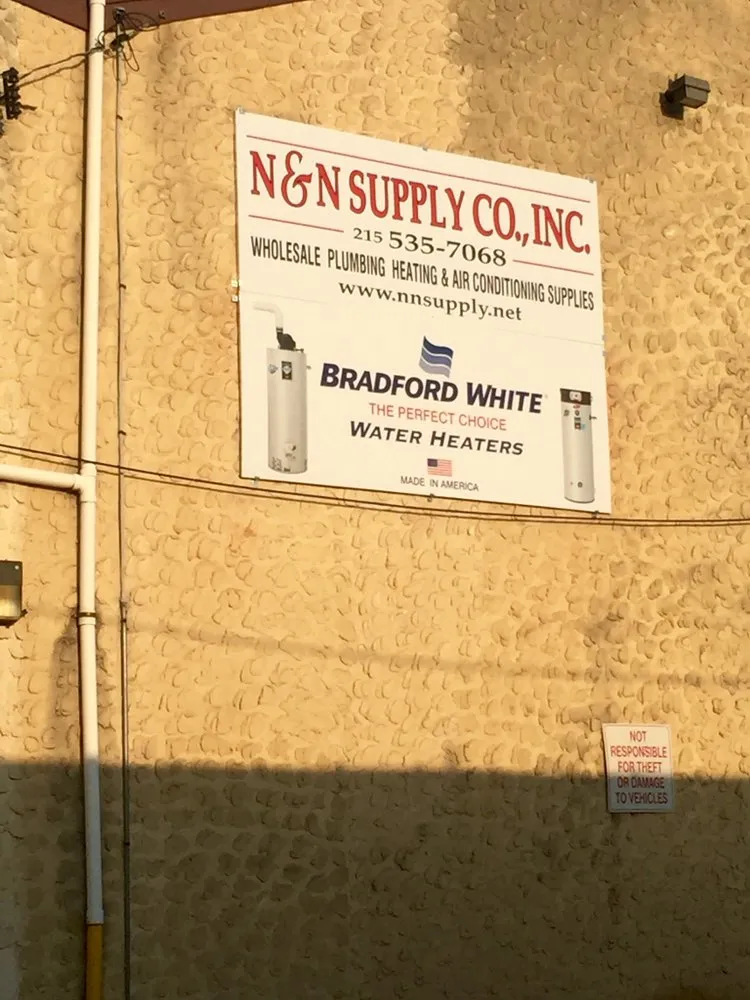 N&N SUPPLY CO., INC.
215 535-7068
WHOLESALE PLUMBING HEATING & AIR CONDITIONING SUPPLIES
www.nnsupply.net
BRADFORD WHITE
THE PERFECT CHOICE
WATER HEATERS
MADE IN AMERICA
NOT
RESPONSIBLE
FOR THEFT
OR DAMAGE
TO VEHICLES